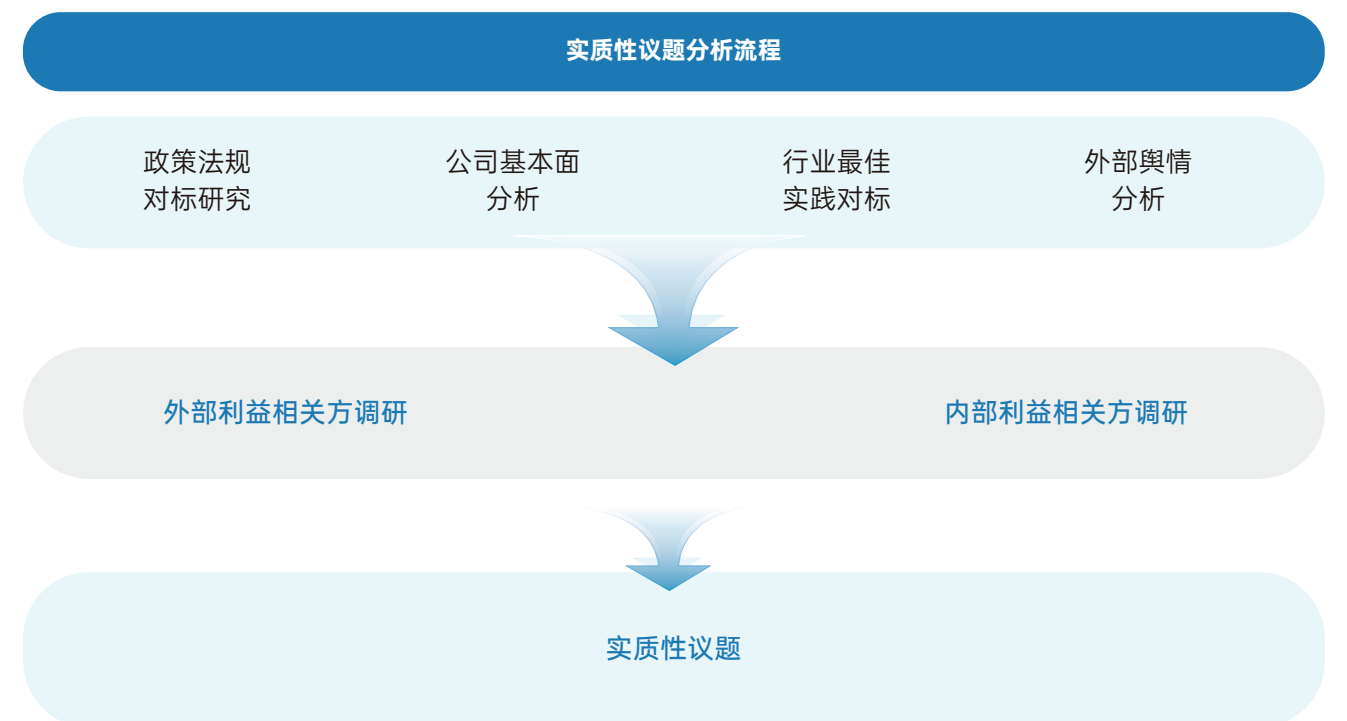 实质性议题分析流程
政策法规
对标研究
公司基本面
分析
行业最佳
实践对标
外部舆情
分析
外部利益相关方调研
内部利益相关方调研
实质性议题